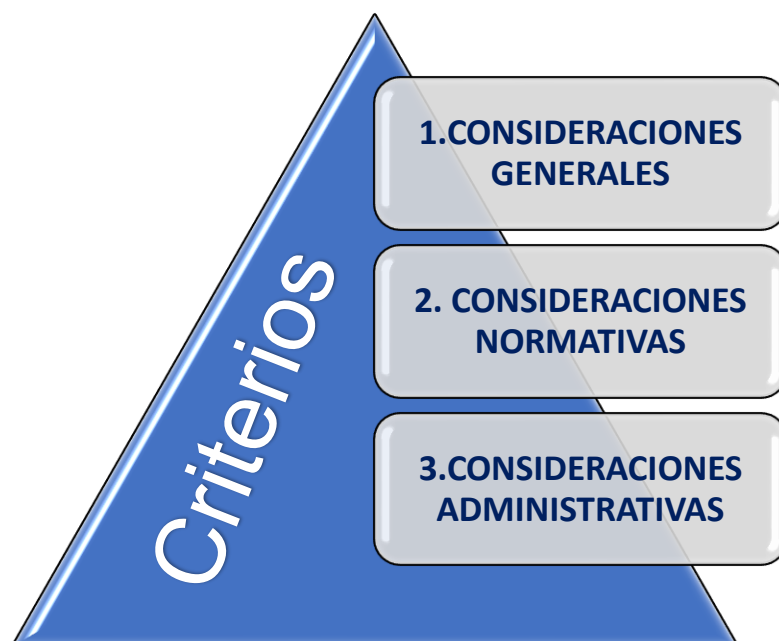 Criterios
1.CONSIDERACIONES
GENERALES
2. CONSIDERACIONES
NORMATIVAS
3.CONSIDERACIONES
ADMINISTRATIVAS